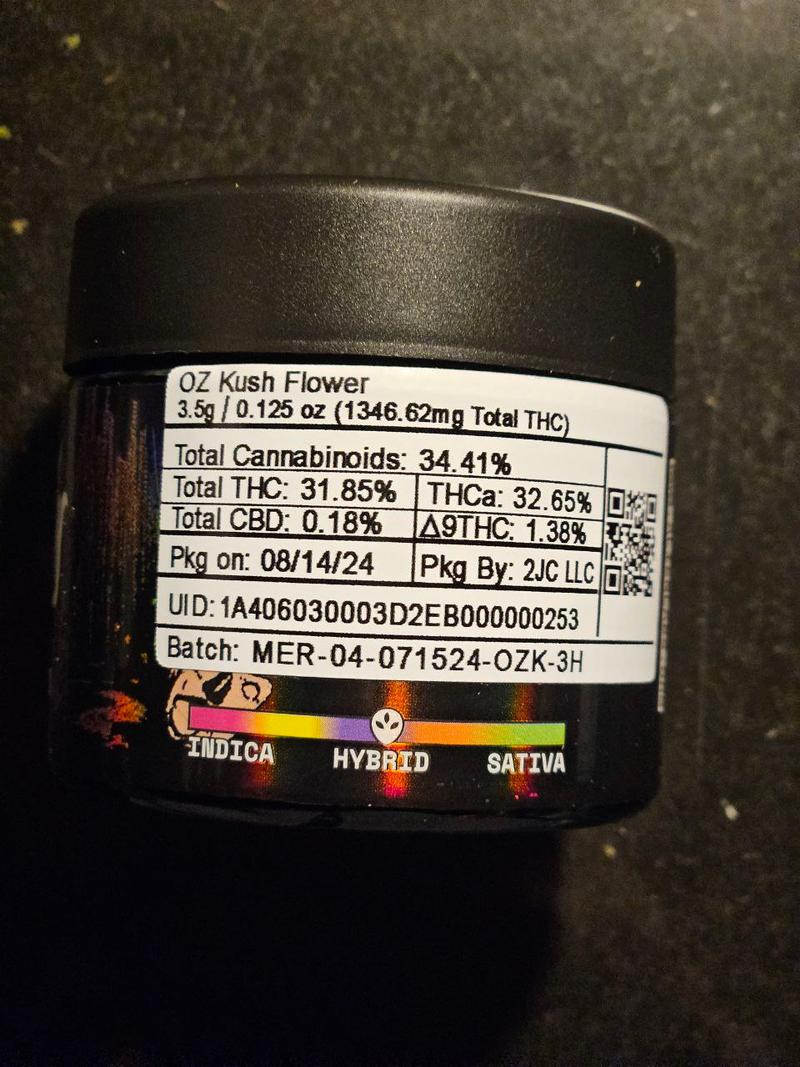 OZ Kush Flower
3.5g / 0.125 oz (1346.62mg Total THC)
Total Cannabinoids: 34.41%
Total THC: 31.85% THCa: 32.65%
Total CBD: 0.18% Δ9THC: 1.38%
Pkg on: 08/14/24 Pkg By: 2JC LLC
UID: 1A406030003D2EB000000253
Batch: MER-04-071524-OZK-3H
INDICA HYBRID SATIVA